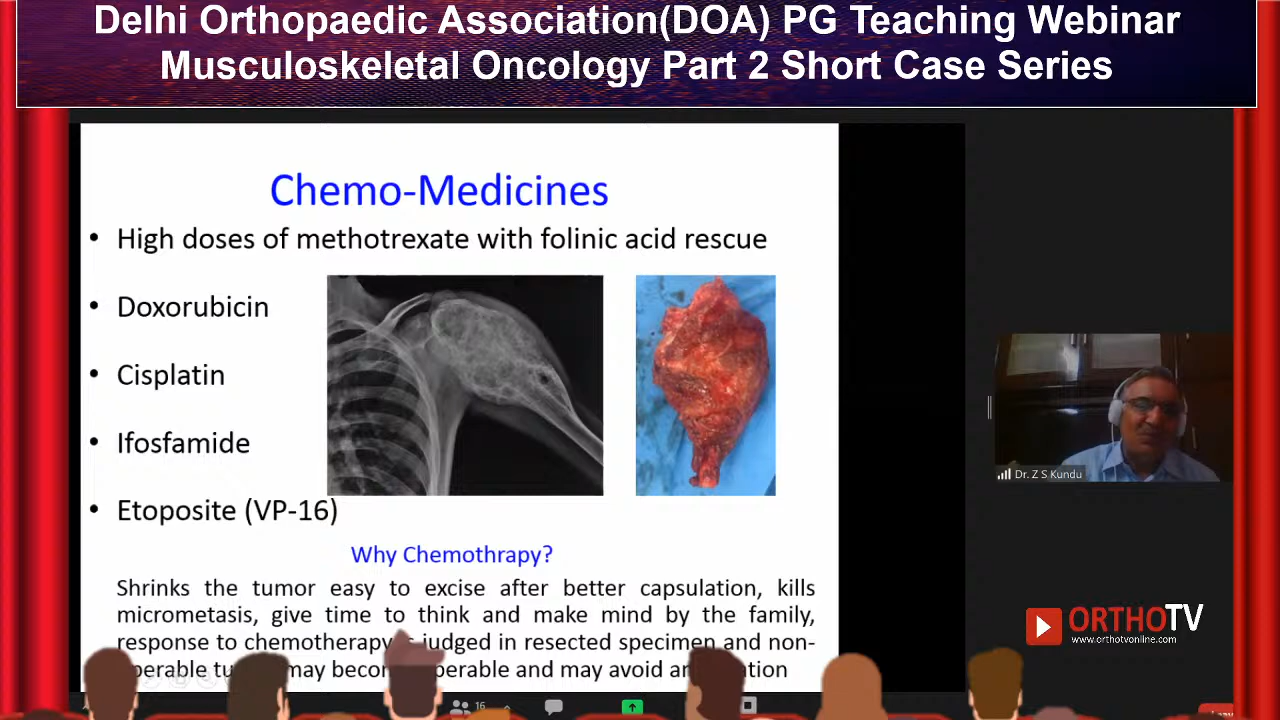 Delhi Orthopaedic Association(DOA) PG Teaching Webinar
Musculoskeletal Oncology Part 2 Short Case Series
Chemo-Medicines
• High doses of methotrexate with folinic acid rescue
• Doxorubicin
• Cisplatin
• Ifosfamide
• Etoposite (VP-16)
Why Chemothrapy?
Shrinks the tumor easy to excise after better capsulation, kills
micrometasis, give time to think and make mind by the family,
response to chemotherapy judged in resected specimen and non-
may and may avoid
Dr. Z S Kundu
ORTHOTV
www.orthotvonline.com
16